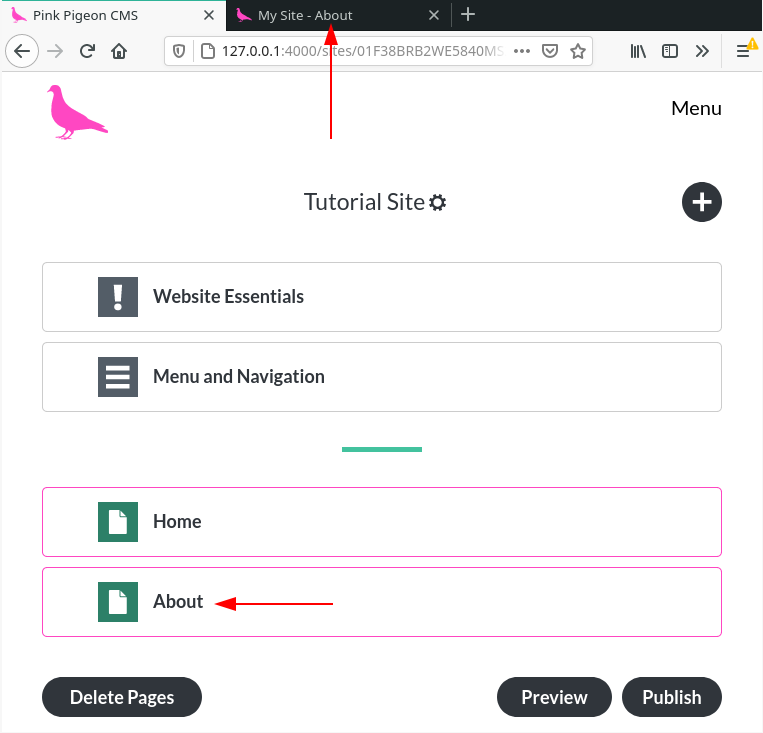 Pink Pigeon CMS
My Site - About
127.0.0.1:4000/sites/01F38BRB2WE5840MS
Menu
Tutorial Site
Website Essentials
Menu and Navigation
Home
About
Delete Pages
Preview
Publish